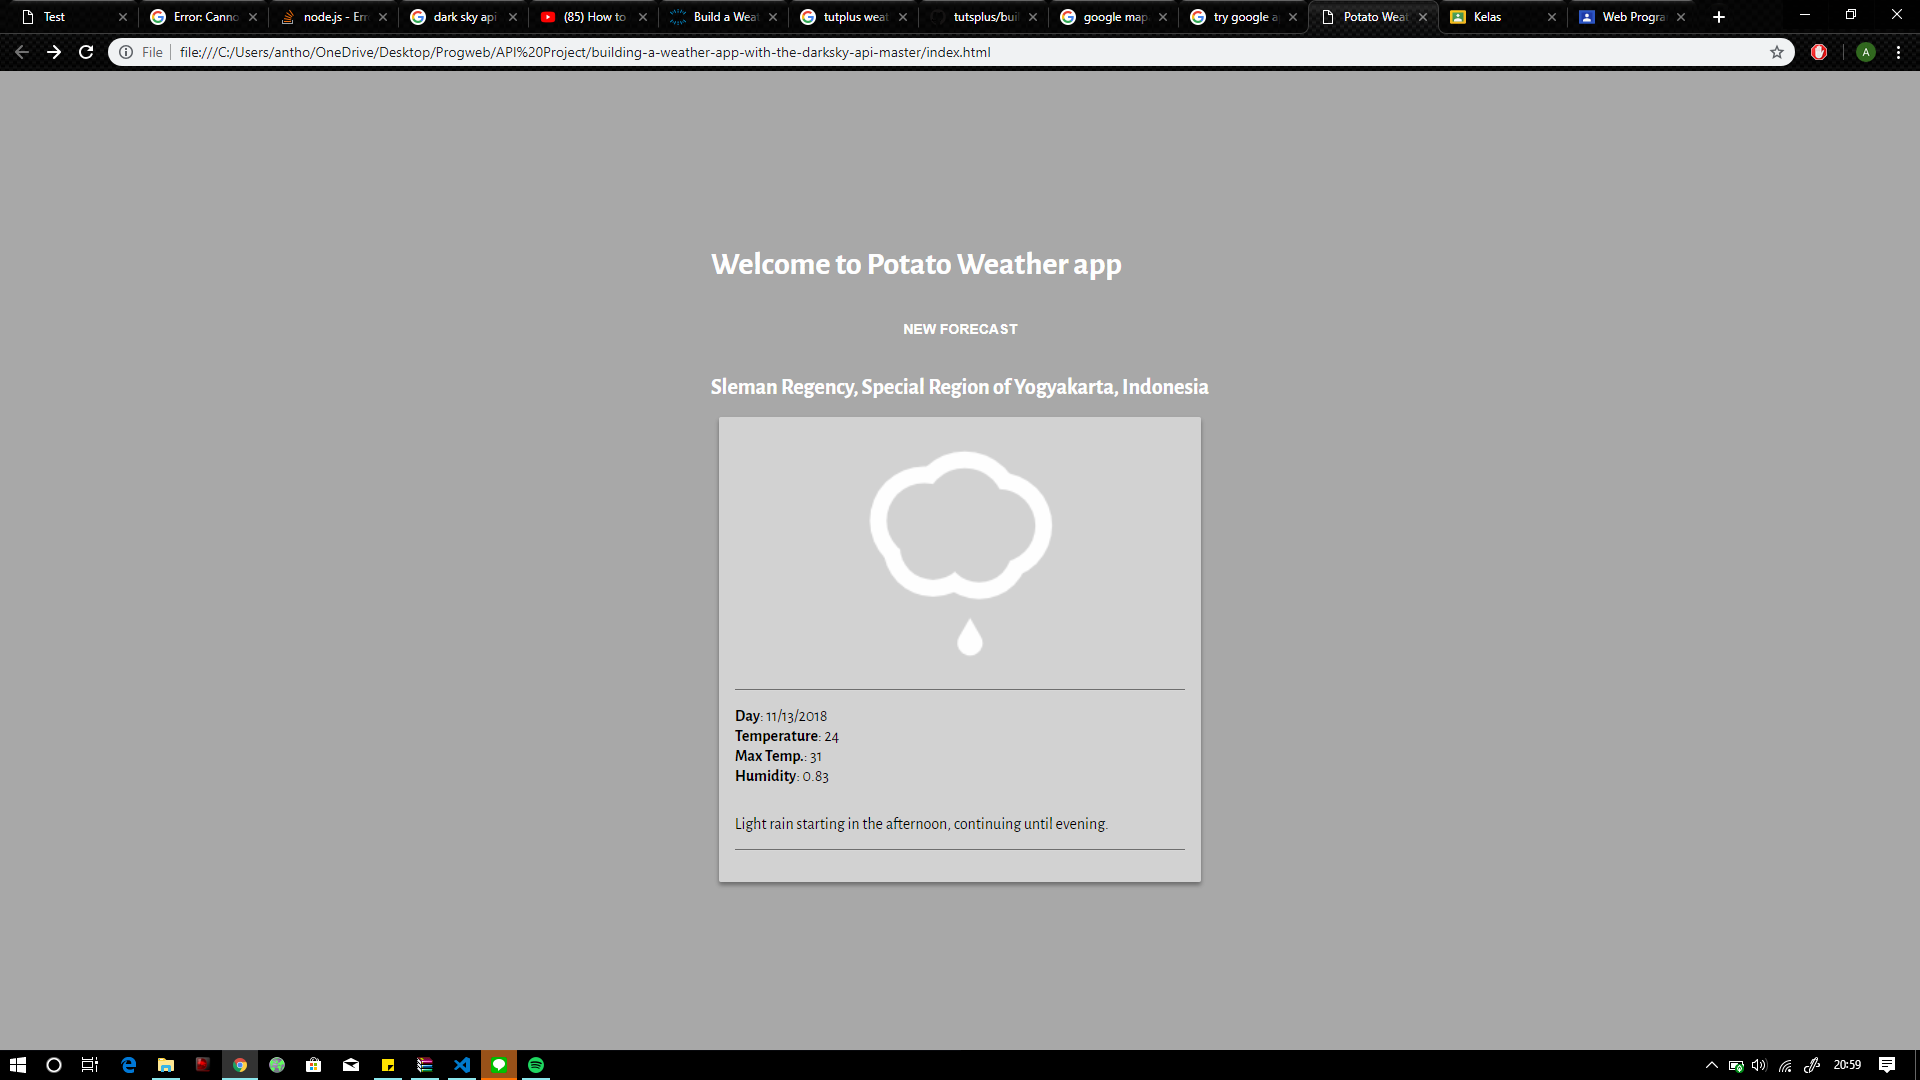 Test
Error: Canno
node.js - Err
dark sky api
(85) How to
Build a Weat
tutplus weat
tutsplus/buil
google map
try google a
Potato Weat
Kelas
Web Progra
File
file:///C:/Users/antho/OneDrive/Desktop/Progweb/API%20Project/building-a-weather-app-with-the-darksky-api-master/index.html
A
Welcome to Potato Weather app
NEW FORECAST
Sleman Regency, Special Region of Yogyakarta, Indonesia
Day: 11/13/2018
Temperature: 24
Max Temp.: 31
Humidity: 0.83
Light rain starting in the afternoon, continuing until evening.
20:59